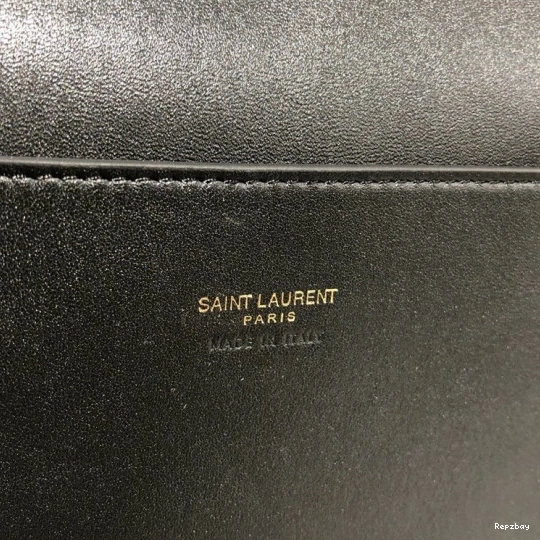 SAINT LAURENT
PARIS
MADE IN ITALY
Repzbay